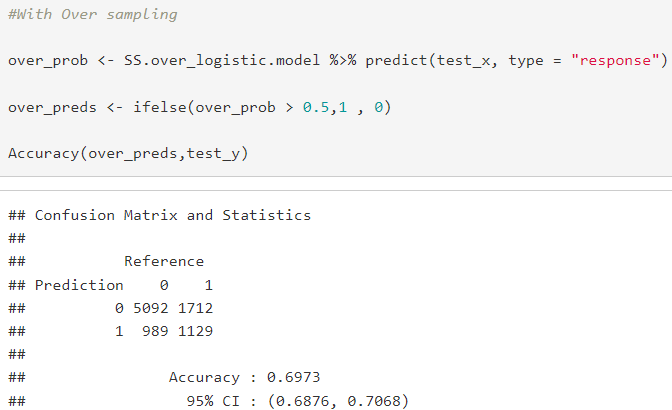 #With Over sampling
over_prob <- SS.over_logistic.model %>% predict(test_x, type = "response")
over_preds <- ifelse(over_prob > 0.5,1 , 0)
Accuracy(over_preds,test_y)
## Confusion Matrix and Statistics
##
##           Reference
## Prediction    0    1
##          0 5092 1712
##          1  989 1129
##
##                Accuracy : 0.6973
##                  95% CI : (0.6876, 0.7068)